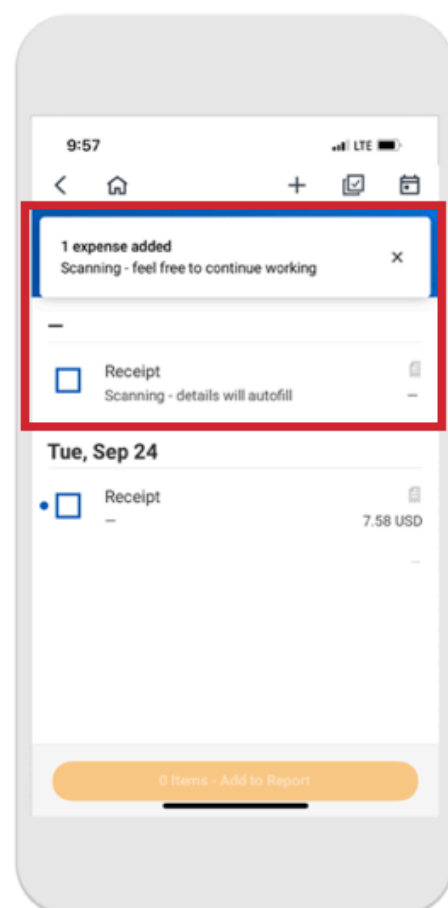 9:57
LTE
1 expense added
Scanning - feel free to continue working
—
Receipt
Scanning - details will autofill
—
Tue, Sep 24
Receipt
—
7.58 USD
—
0 Items - Add to Report